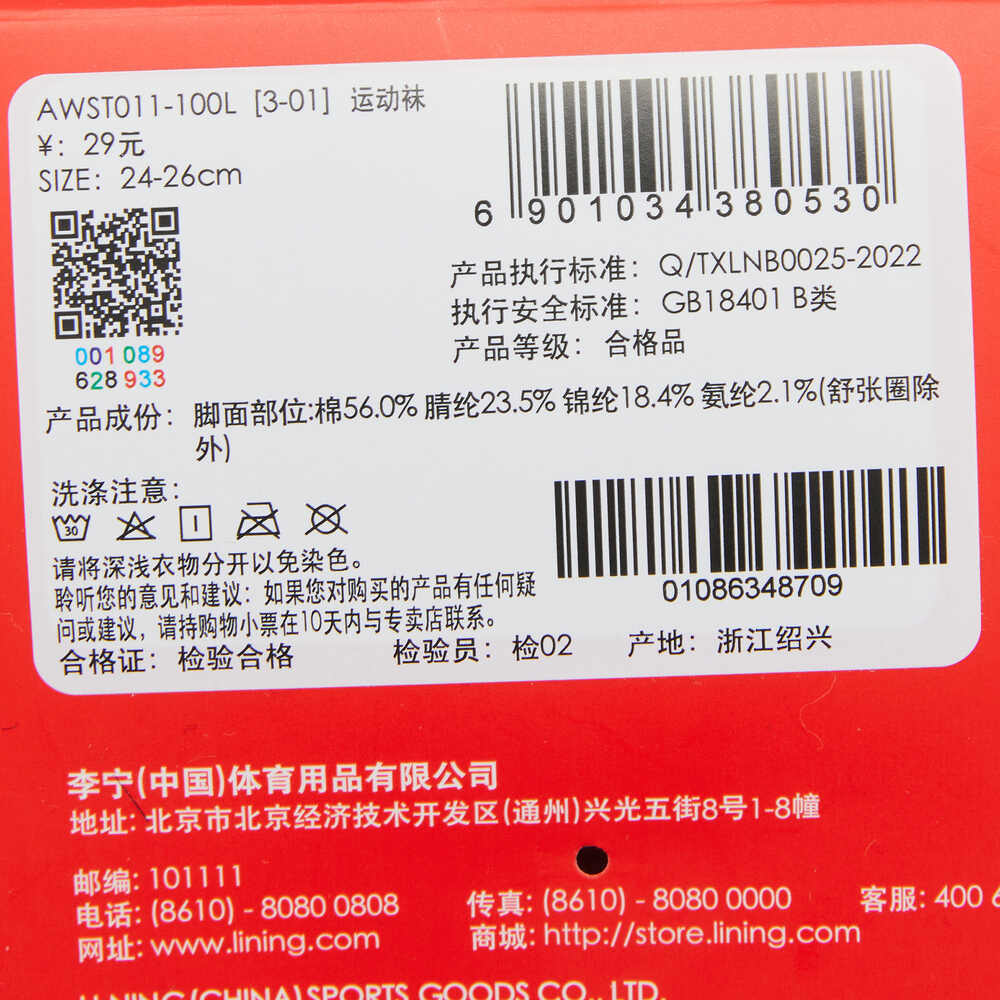 AWST011-100L [3-01] 运动袜
¥: 29元
SIZE: 24-26cm
6 901034 380530
001 089
628 933
产品执行标准: Q/TXLNB0025-2022
执行安全标准: GB18401 B类
产品等级: 合格品
产品成份: 脚面部位:棉56.0% 腈纶23.5% 锦纶18.4% 氨纶2.1%(舒张圈除
外)
洗涤注意:
30
01086348709
请将深浅衣物分开以免染色。
聆听您的意见和建议: 如果您对购买的产品有任何疑
问或建议, 请持购物小票在10天内与专卖店联系。
合格证: 检验合格 检验员: 检02 产地: 浙江绍兴
李宁(中国)体育用品有限公司
地址: 北京市北京经济技术开发区(通州)兴光五街8号1-8幢
邮编: 101111
电话: (8610) - 8080 0808 传真: (8610) - 8080 0000 客服: 400 6
网址: www.lining.com 商城: http://store.lining.com
LI NING (CHINA) SPORTS GOODS CO., LTD.